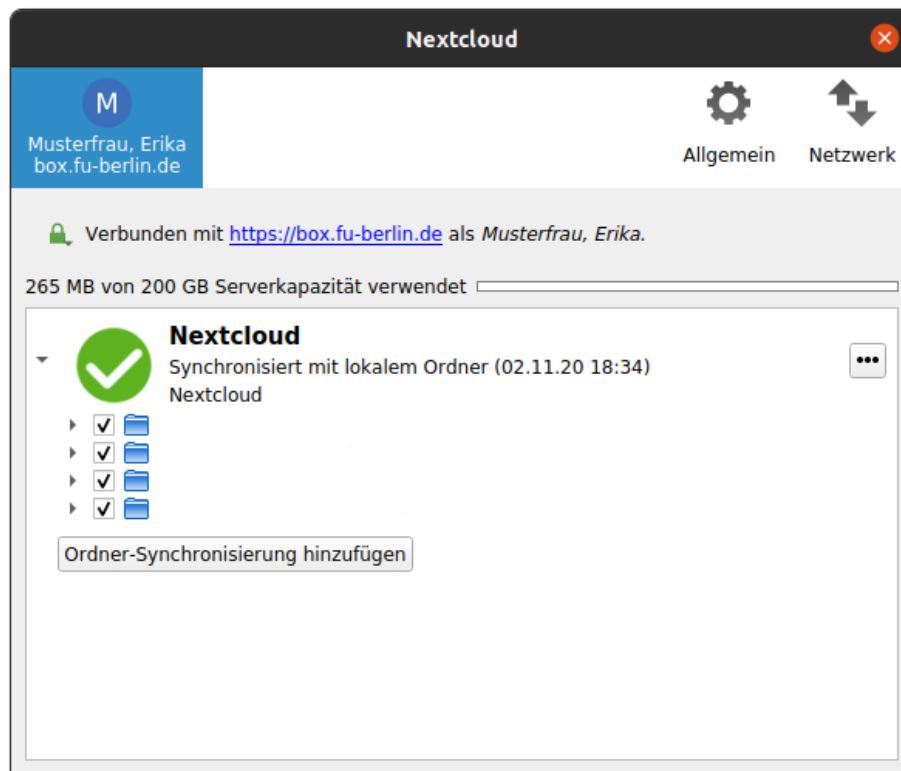 Nextcloud
M
Musterfrau, Erika
box.fu-berlin.de
Allgemein
Netzwerk
Verbunden mit https://box.fu-berlin.de als Musterfrau, Erika.
265 MB von 200 GB Serverkapazität verwendet
Nextcloud
Synchronisiert mit lokalem Ordner (02.11.20 18:34)
Nextcloud
Ordner-Synchronisierung hinzufügen